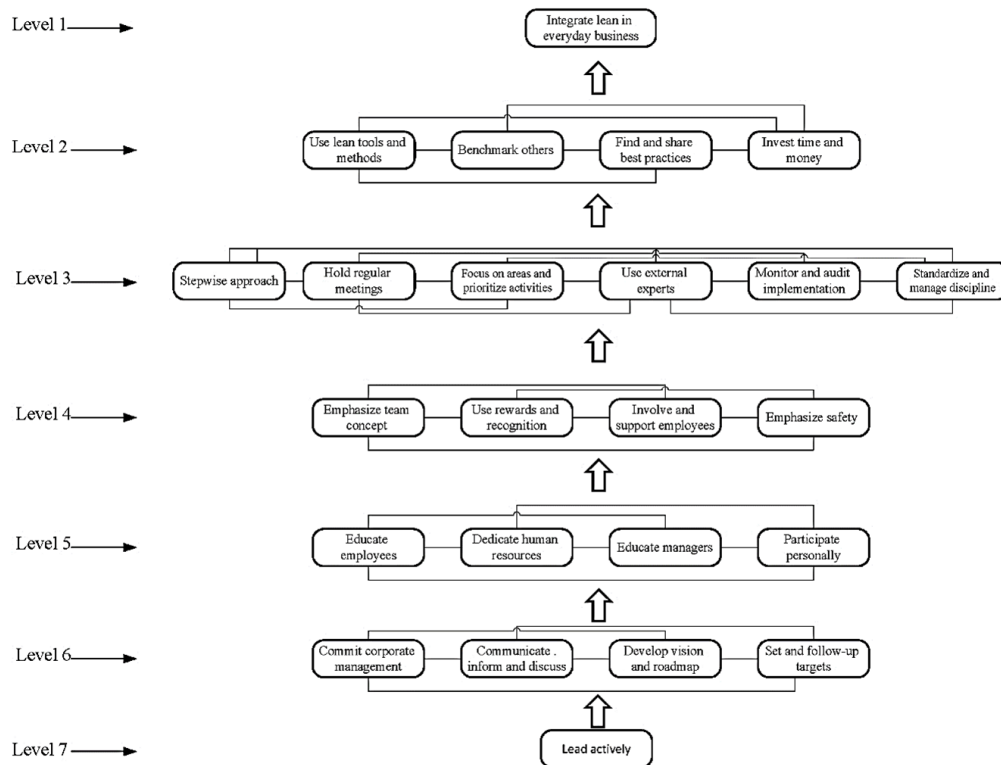 Level 1
Integrate lean in
everyday business
Level 2
Use lean tools and
methods
Benchmark others
Find and share
best practices
Invest time and
money
Level 3
Stepwise approach
Hold regular
meetings
Focus on areas and
prioritize activities
Use external
experts
Monitor and audit
implementation
Standardize and
manage discipline
Level 4
Emphasize team
concept
Use rewards and
recognition
Involve and
support employees
Emphasize safety
Level 5
Educate
employees
Dedicate human
resources
Educate managers
Participate
personally
Level 6
Commit corporate
management
Communicate .
inform and discuss
Develop vision
and roadmap
Set and follow-up
targets
Level 7
Lead actively